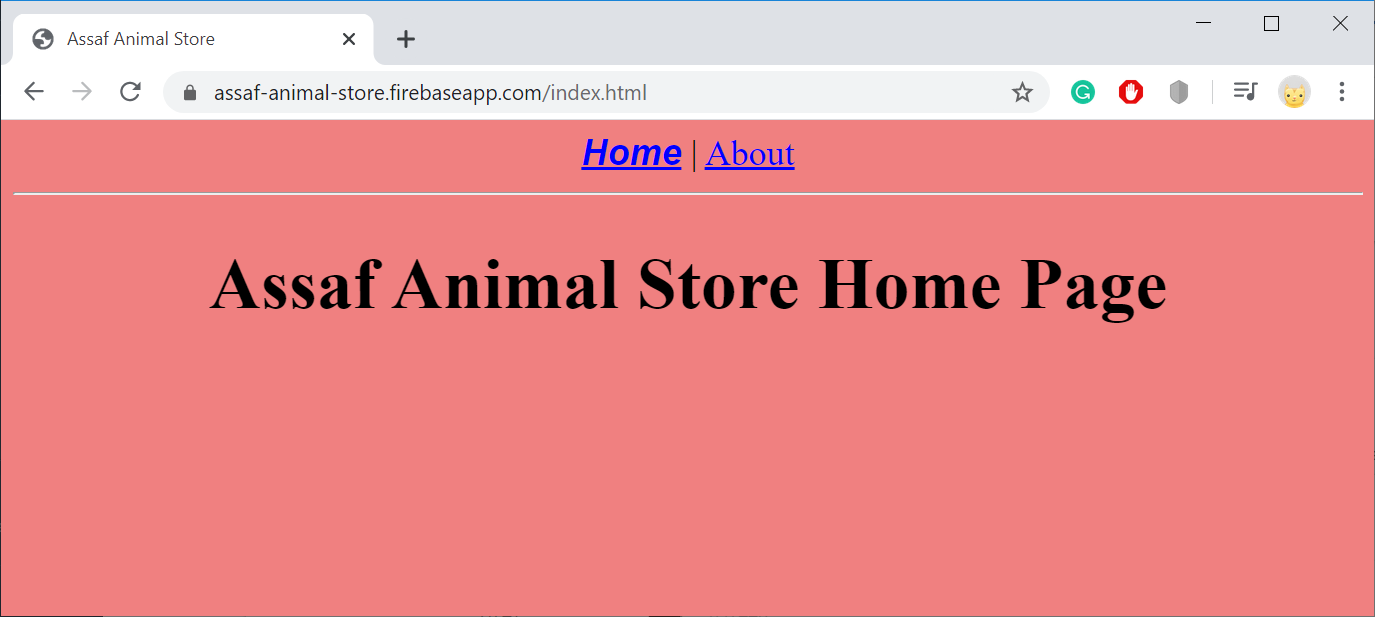 Assaf Animal Store
assaf-animal-store.firebaseapp.com/index.html
Home | About
Assaf Animal Store Home Page